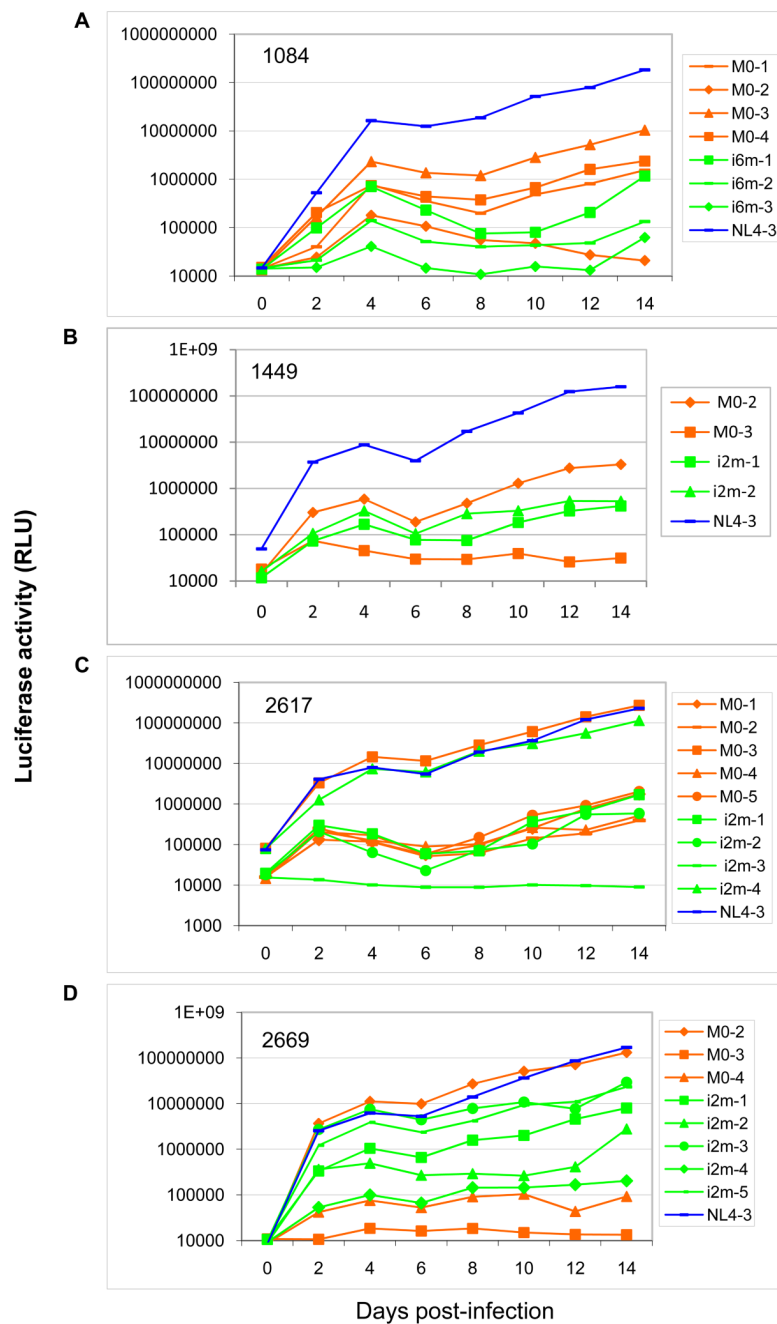 A
1084
1000000000
100000000
10000000
1000000
100000
10000
0 2 4 6 8 10 12 14
M0-1
M0-2
M0-3
M0-4
i6m-1
i6m-2
i6m-3
NL4-3
B
1449
1E+09
100000000
10000000
1000000
100000
10000
0 2 4 6 8 10 12 14
M0-2
M0-3
i2m-1
i2m-2
NL4-3
Luciferase activity (RLU)
C
2617
1000000000
100000000
10000000
1000000
100000
10000
1000
0 2 4 6 8 10 12 14
M0-1
M0-2
M0-3
M0-4
M0-5
i2m-1
i2m-2
i2m-3
i2m-4
NL4-3
D
2669
1E+09
100000000
10000000
1000000
100000
10000
0 2 4 6 8 10 12 14
M0-2
M0-3
M0-4
i2m-1
i2m-2
i2m-3
i2m-4
i2m-5
NL4-3
Days post-infection